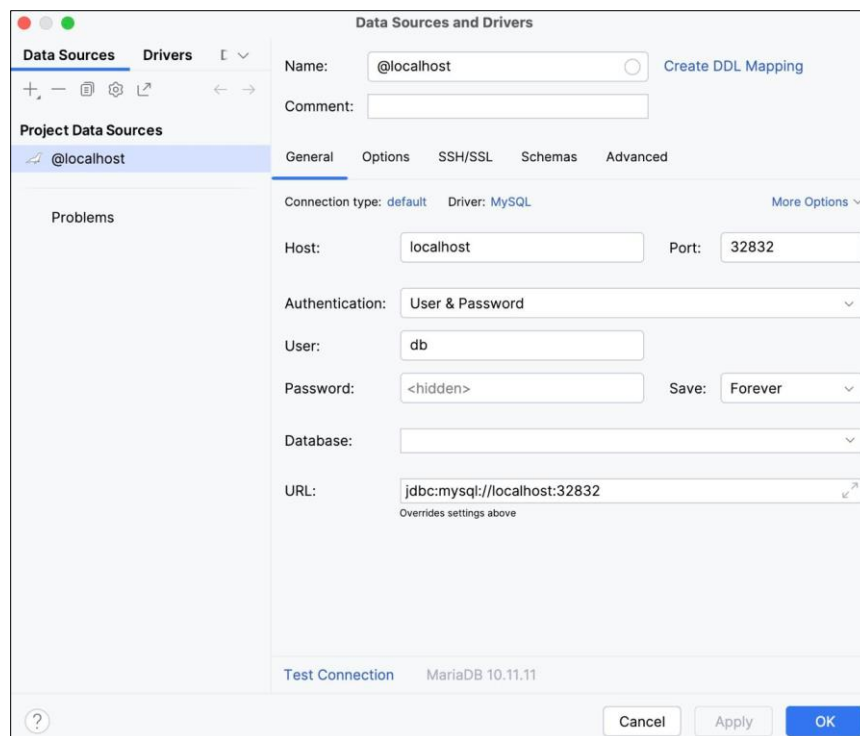 Data Sources and Drivers
Data Sources Drivers
Name: @localhost Create DDL Mapping
Comment:
Project Data Sources
@localhost
General Options SSH/SSL Schemas Advanced
Connection type: default Driver: MySQL More Options
Problems
Host: localhost Port: 32832
Authentication: User & Password
User: db
Password: <hidden> Save: Forever
Database:
URL: jdbc:mysql://localhost:32832
Overrides settings above
Test Connection MariaDB 10.11.11
? Cancel Apply OK